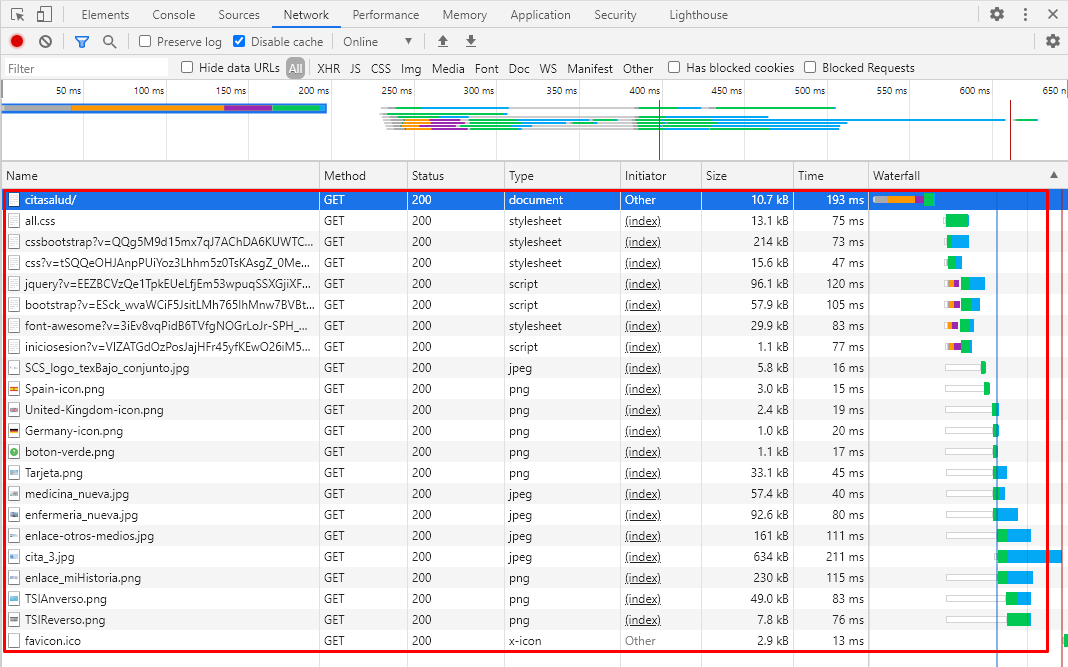 Elements Console Sources Network Performance Memory Application Security Lighthouse
Preserve log Disable cache Online
Filter Hide data URLs All XHR JS CSS Img Media Font Doc WS Manifest Other Has blocked cookies Blocked Requests
50 ms 100 ms 150 ms 200 ms 250 ms 300 ms 350 ms 400 ms 450 ms 500 ms 550 ms 600 ms 650 n
Name Method Status Type Initiator Size Time Waterfall
citasalud/ GET 200 document Other 10.7 kB 193 ms
all.css GET 200 stylesheet (index) 13.1 kB 75 ms
cssbootstrap?v=QQg5M9d15mx7qJ7AChDA6KUWTC... GET 200 stylesheet (index) 214 kB 73 ms
css?v=tSQQeOHJAnpPUiYoz3Lhhm5z0TsKAsgZ_0Me... GET 200 stylesheet (index) 15.6 kB 47 ms
jquery?v=EEZBCVzQe1TpkEUeLfjEm53wpuqSSXGjiXF... GET 200 script (index) 96.1 kB 120 ms
bootstrap?v=ESck_wvaWCiF5JsitLMh765IhMnw7BVBt... GET 200 script (index) 57.9 kB 105 ms
font-awesome?v=3iEv8vqPidB6TVfgNOGrLoJr-SPH_... GET 200 stylesheet (index) 29.9 kB 83 ms
iniciosesion?v=VIZATGdOzPosJajHFr45yfKEwO26iM5... GET 200 script (index) 1.1 kB 77 ms
SCS_logo_texBajo_conjunto.jpg GET 200 jpeg (index) 5.8 kB 16 ms
Spain-icon.png GET 200 png (index) 3.0 kB 15 ms
United-Kingdom-icon.png GET 200 png (index) 2.4 kB 19 ms
Germany-icon.png GET 200 png (index) 1.0 kB 20 ms
boton-verde.png GET 200 png (index) 1.1 kB 17 ms
Tarjeta.png GET 200 png (index) 33.1 kB 45 ms
medicina_nueva.jpg GET 200 jpeg (index) 57.4 kB 40 ms
enfermeria_nueva.jpg GET 200 jpeg (index) 92.6 kB 80 ms
enlace-otros-medios.jpg GET 200 jpeg (index) 161 kB 111 ms
cita_3.jpg GET 200 jpeg (index) 634 kB 211 ms
enlace_miHistoria.png GET 200 png (index) 230 kB 115 ms
TSIAnverso.png GET 200 png (index) 49.0 kB 83 ms
TSIReverso.png GET 200 png (index) 7.8 kB 76 ms
favicon.ico GET 200 x-icon Other 2.9 kB 13 ms